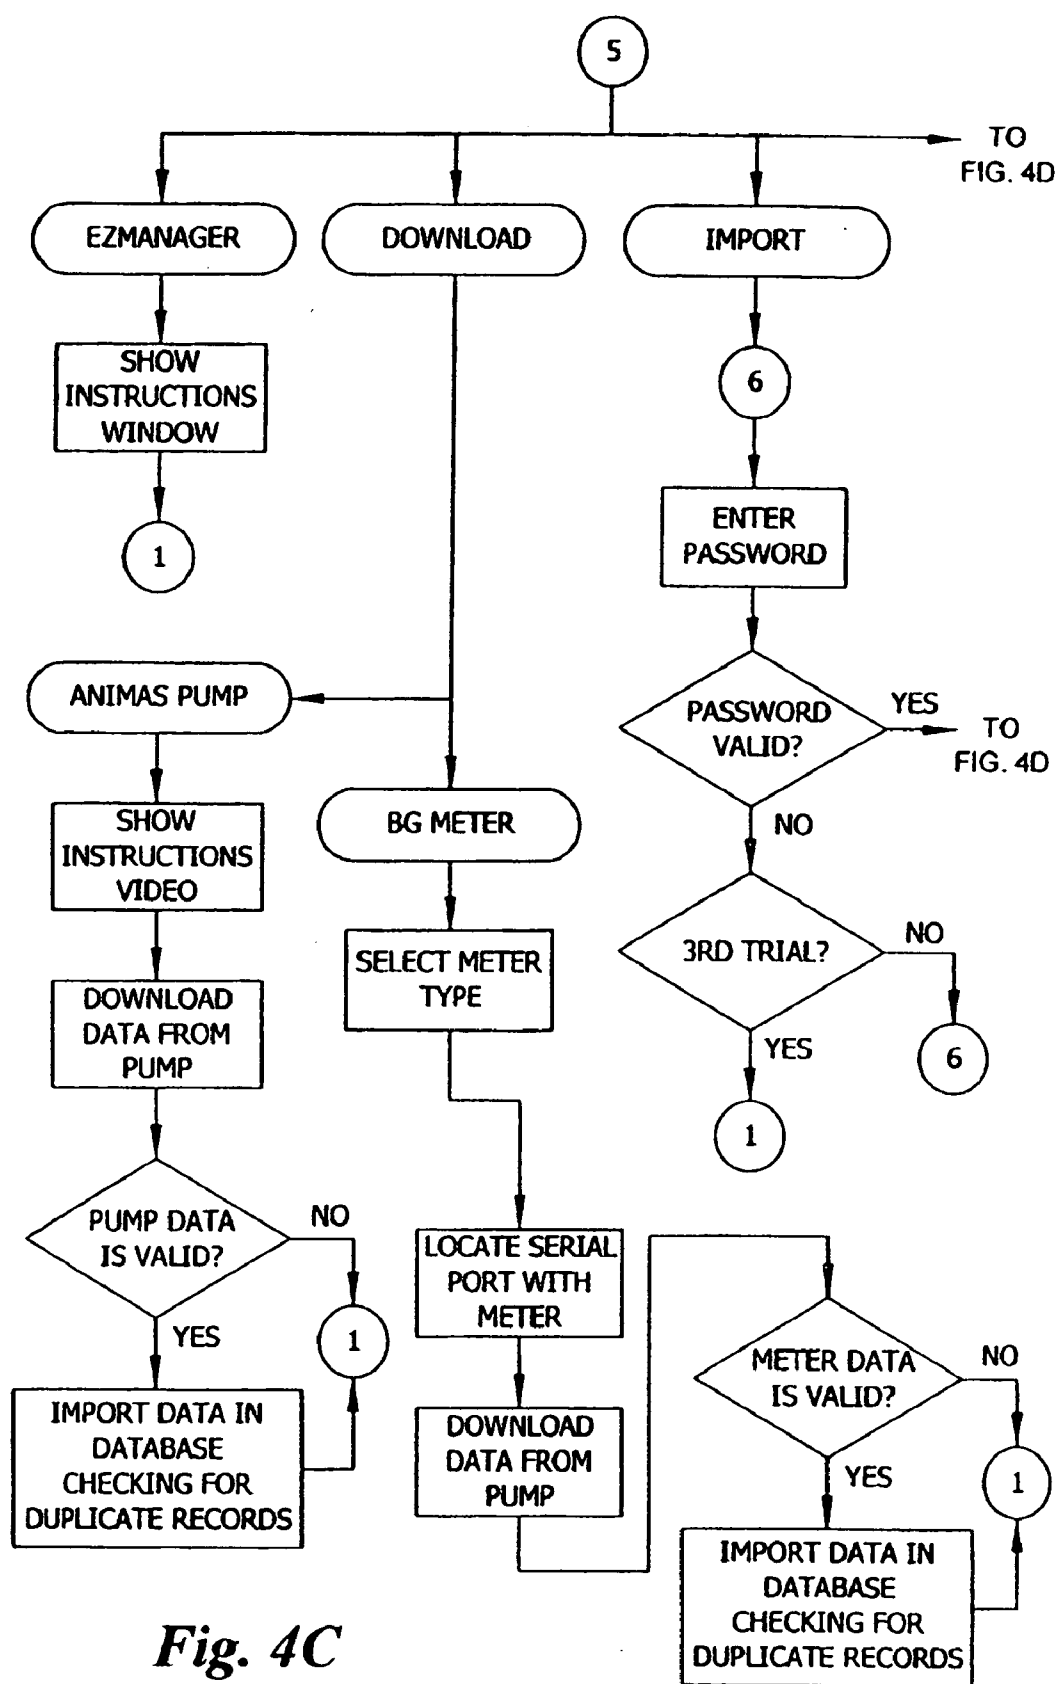 5
TO
FIG. 4D
EZMANAGER
DOWNLOAD
IMPORT
SHOW
INSTRUCTIONS
WINDOW
6
ENTER
PASSWORD
1
ANIMAS PUMP
PASSWORD
VALID?
YES
TO
FIG. 4D
NO
SHOW
INSTRUCTIONS
VIDEO
BG METER
3RD TRIAL?
NO
SELECT METER
TYPE
DOWNLOAD
DATA FROM
PUMP
YES
6
1
PUMP DATA
IS VALID?
NO
YES
1
LOCATE SERIAL
PORT WITH
METER
METER DATA
IS VALID?
NO
YES
1
IMPORT DATA IN
DATABASE
CHECKING FOR
DUPLICATE RECORDS
DOWNLOAD
DATA FROM
PUMP
IMPORT DATA IN
DATABASE
CHECKING FOR
DUPLICATE RECORDS
Fig. 4C